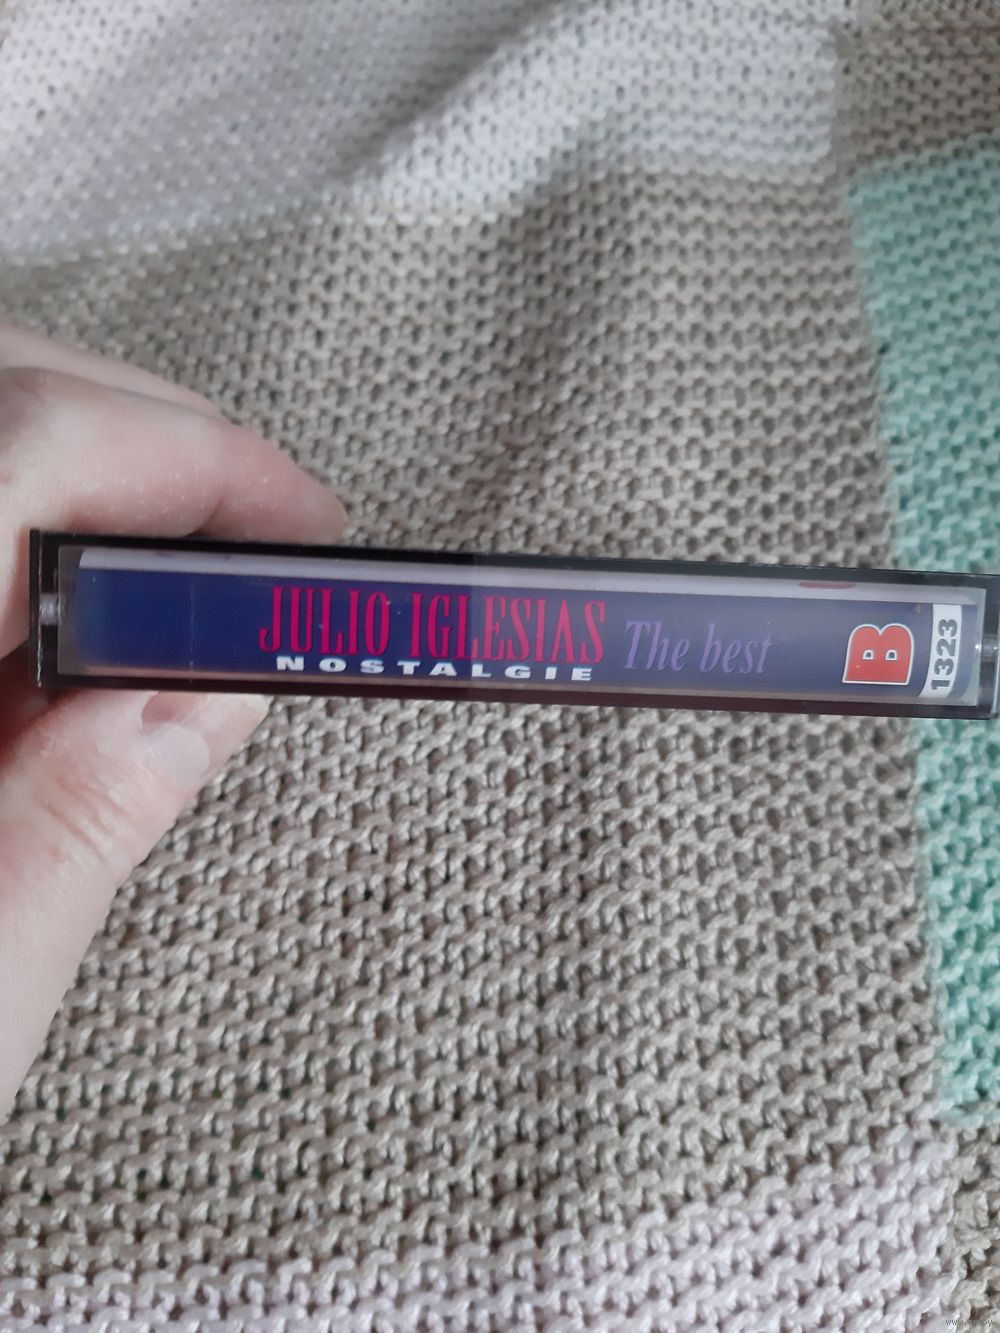 JULIO IGLESIAS
NOSTALGIE
The best
B
1323